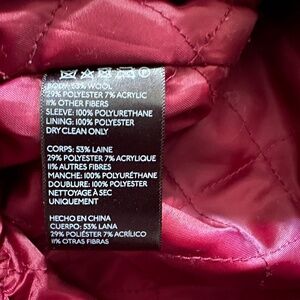 BODY: 53% WOOL
29% POLYESTER 7% ACRYLIC
11% OTHER FIBERS
SLEEVE: 100% POLYURETHANE
LINING: 100% POLYESTER
DRY CLEAN ONLY
CORPS: 53% LAINE
29% POLYESTER 7% ACRYLIQUE
11% AUTRES FIBRES
MANCHE: 100% POLYURÉTHANE
DOUBLURE: 100% POLYESTER
NETTOYAGE À SEC
UNIQUEMENT
HECHO EN CHINA
CUERPO: 53% LANA
29% POLIÉSTER 7% ACRÍLICO
11% OTRAS FIBRAS